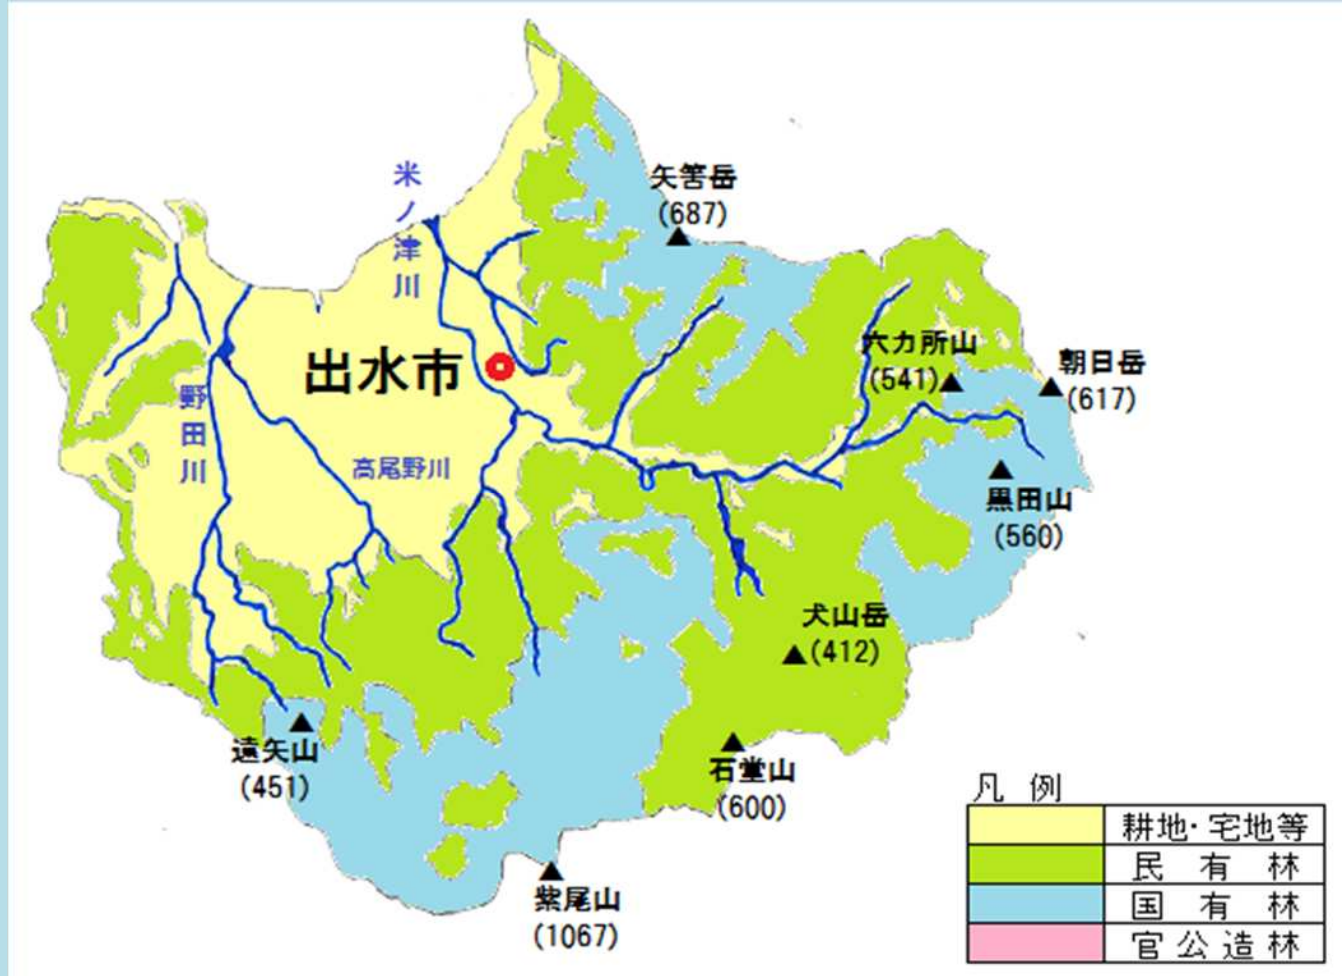 米ノ津川
矢筈岳
(687)
六カ所山
(541)
朝日岳
(617)
出水市
野田川
高尾野川
黒田山
(560)
犬山岳
(412)
遠矢山
(451)
石堂山
(600)
紫尾山
(1067)
凡 例
耕地・宅地等
民 有 林
国 有 林
官公造林